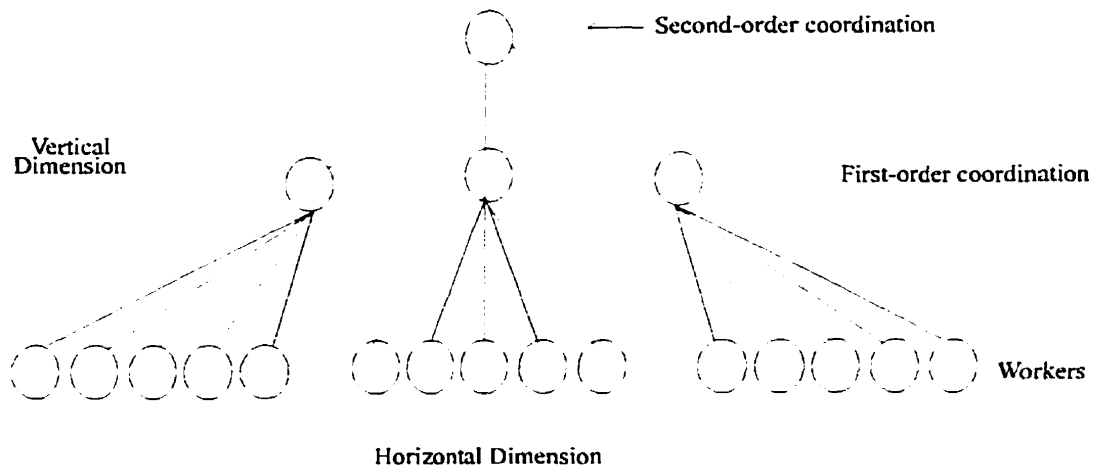 Second-order coordination
Vertical
Dimension
First-order coordination
Workers
Horizontal Dimension